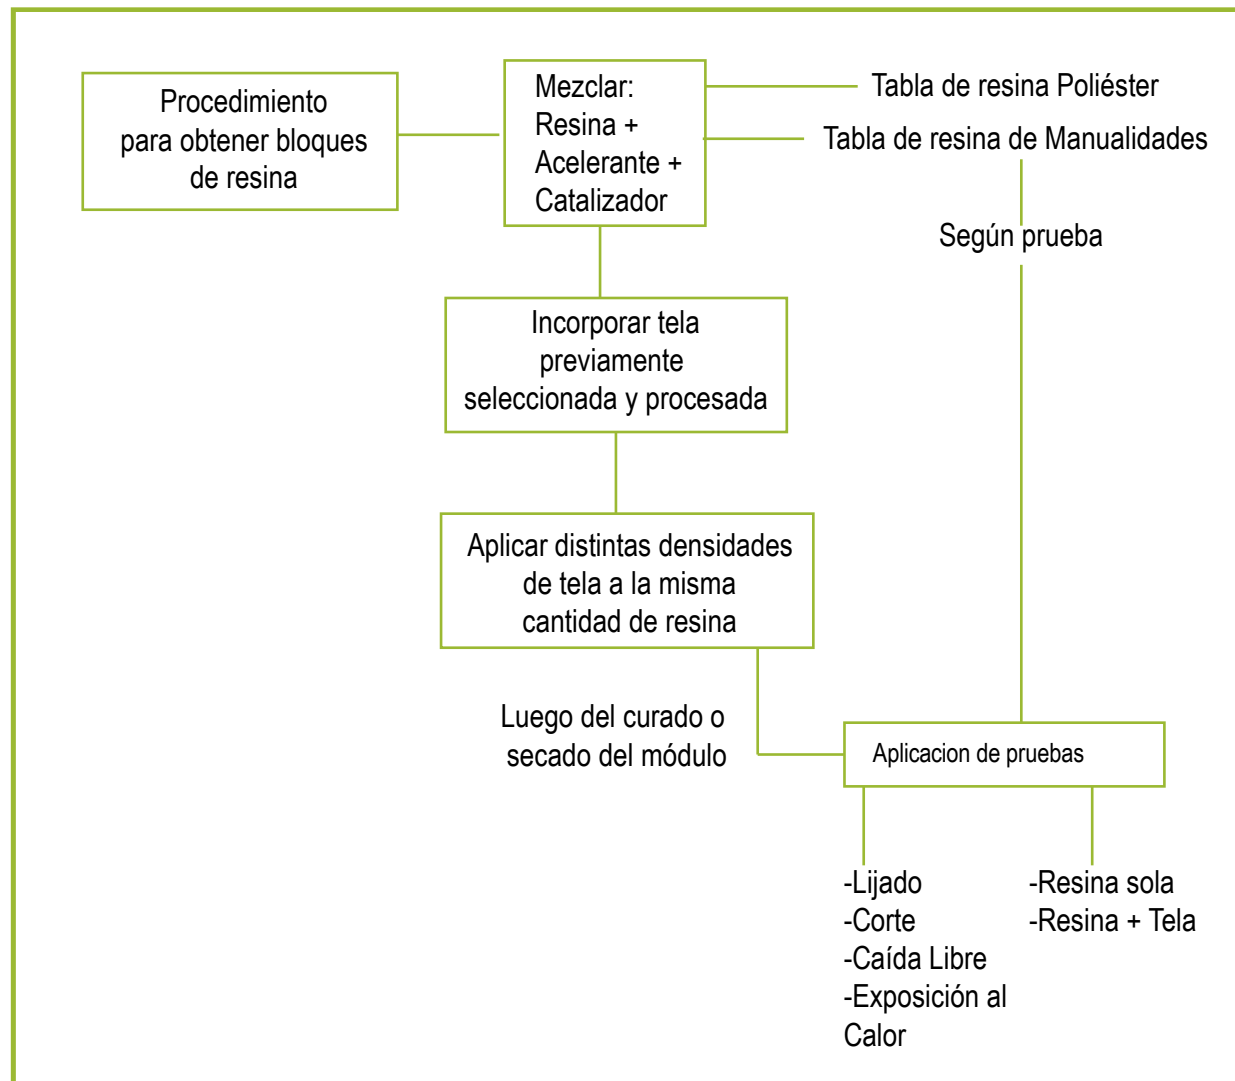 Procedimiento
para obtener bloques
de resina
Mezclar:
Resina +
Acelerante +
Catalizador
Tabla de resina Poliéster
Tabla de resina de Manualidades
Según prueba
Incorporar tela
previamente
seleccionada y procesada
Aplicar distintas densidades
de tela a la misma
cantidad de resina
Luego del curado o
secado del módulo
Aplicacion de pruebas
-Lijado
-Corte
-Caída Libre
-Exposición al
Calor
-Resina sola
-Resina + Tela